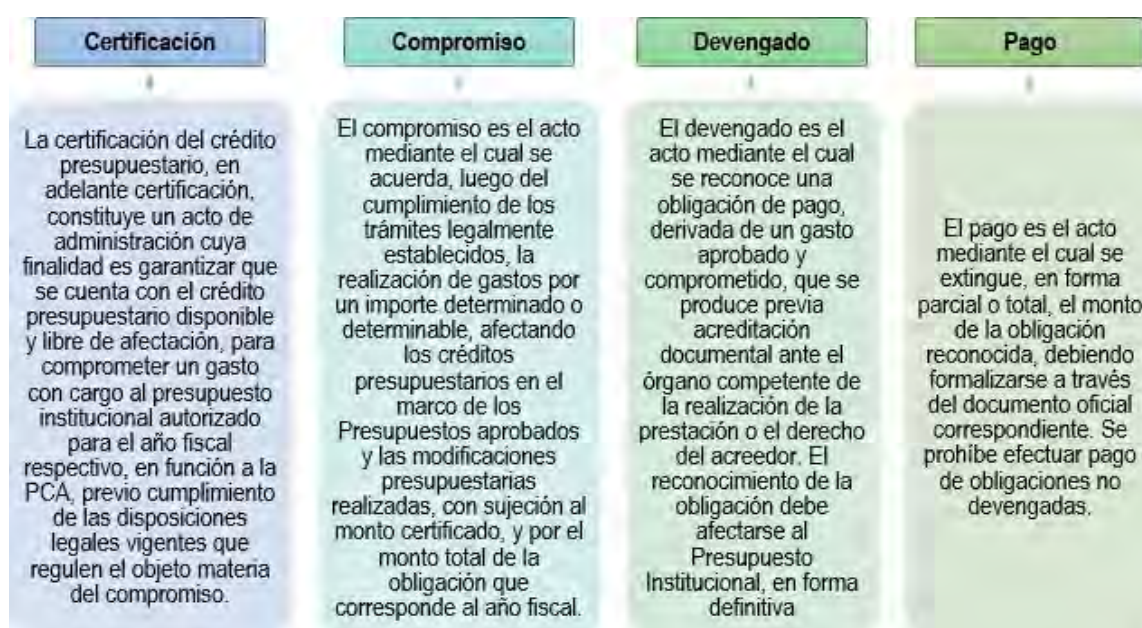 Certificación
La certificación del crédito
presupuestario, en
adelante certificación,
constituye un acto de
administración cuya
finalidad es garantizar que
se cuenta con el crédito
presupuestario disponible
y libre de afectación, para
comprometer un gasto
con cargo al presupuesto
institucional autorizado
para el año fiscal
respectivo, en función a la
PCA, previo cumplimiento
de las disposiciones
legales vigentes que
regulen el objeto materia
del compromiso.
Compromiso
El compromiso es el acto
mediante el cual se
acuerda, luego del
cumplimiento de los
trámites legalmente
establecidos, la
realización de gastos por
un importe determinado o
determinable, afectando
los créditos
presupuestarios en el
marco de los
Presupuestos aprobados
y las modificaciones
presupuestarias
realizadas, con sujeción al
monto certificado, y por el
monto total de la
obligación que
corresponde al año fiscal.
Devengado
El devengado es el
acto mediante el cual
se reconoce una
obligación de pago,
derivada de un gasto
aprobado y
comprometido, que se
produce previa
acreditación
documental ante el
órgano competente de
la realización de la
prestación o el derecho
del acreedor. El
reconocimiento de la
obligación debe
afectarse al
Presupuesto
Institucional, en forma
definitiva
Pago
El pago es el acto
mediante el cual se
extingue, en forma
parcial o total, el monto
de la obligación
reconocida, debiendo
formalizarse a través
del documento oficial
correspondiente. Se
prohíbe efectuar pago
de obligaciones no
devengadas.